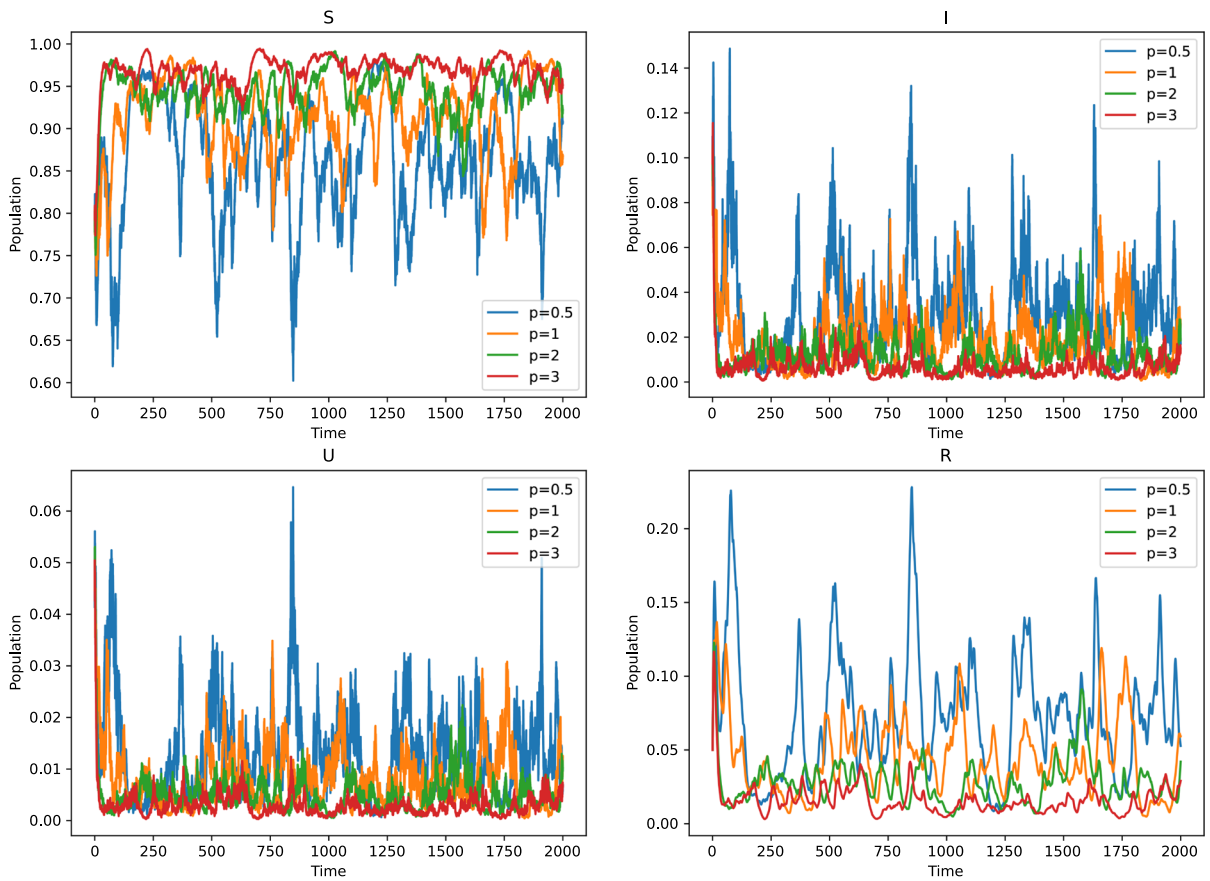 S
1.00
0.95
0.90
0.85
0.80
0.75
0.70
0.65
0.60
Population
0
250
500
750
1000
1250
1500
1750
2000
Time
p=0.5
p=1
p=2
p=3
I
0.14
0.12
0.10
0.08
0.06
0.04
0.02
0.00
Population
0
250
500
750
1000
1250
1500
1750
2000
Time
p=0.5
p=1
p=2
p=3
U
0.06
0.05
0.04
0.03
0.02
0.01
0.00
Population
0
250
500
750
1000
1250
1500
1750
2000
Time
p=0.5
p=1
p=2
p=3
R
0.20
0.15
0.10
0.05
0.00
Population
0
250
500
750
1000
1250
1500
1750
2000
Time
p=0.5
p=1
p=2
p=3